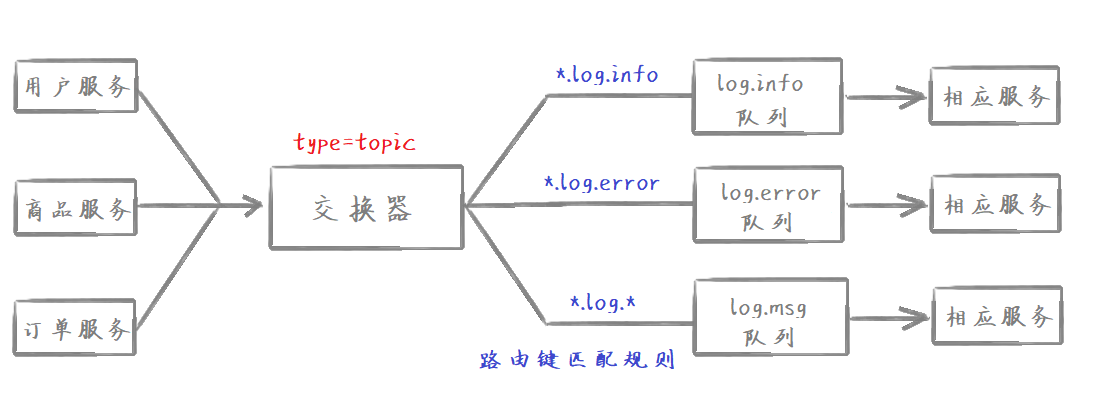 用户服务
商品服务
订单服务
type=topic
交换器
*.log.info
*.log.error
*.log.*
路由键匹配规则
log.info
队列
log.error
队列
log.msg
队列
相应服务
相应服务
相应服务